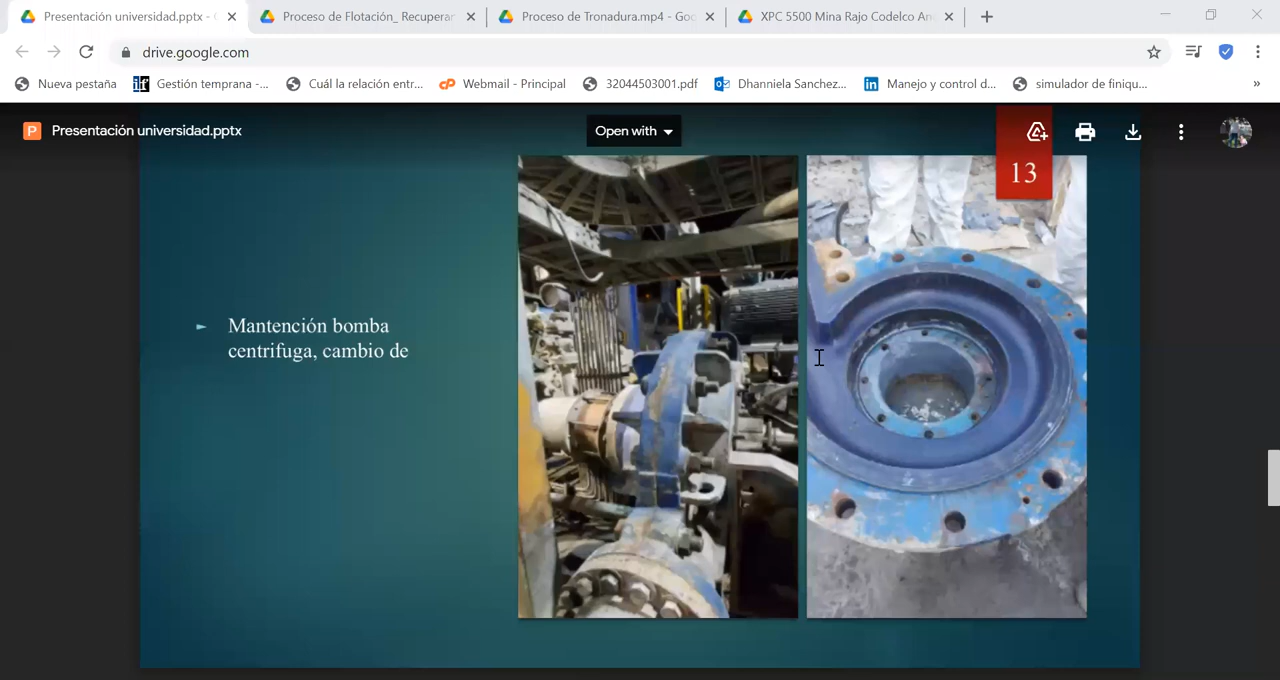 Presentación universidad.pptx - G
Proceso de Flotación_ Recuperar
Proceso de Tronadura.mp4 - Goo
XPC 5500 Mina Rajo Codelco An
drive.google.com
Nueva pestaña
Gestión temprana -...
Cuál la relación entr...
Webmail - Principal
32044503001.pdf
Dhanniela Sanchez...
Manejo y control d...
simulador de finiqu...
»
P Presentación universidad.pptx
Open with
13
Mantención bomba
centrifuga, cambio de